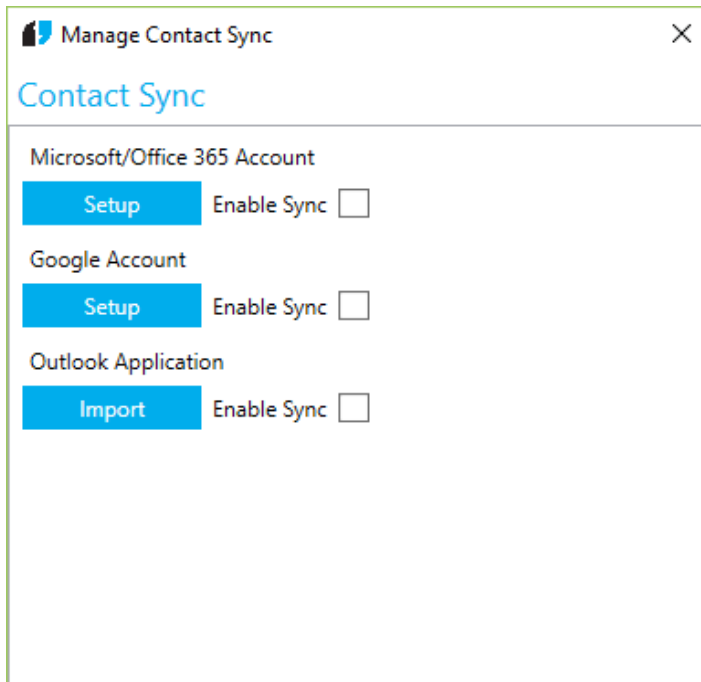 Manage Contact Sync
Contact Sync
Microsoft/Office 365 Account
Setup Enable Sync
Google Account
Setup Enable Sync
Outlook Application
Import Enable Sync